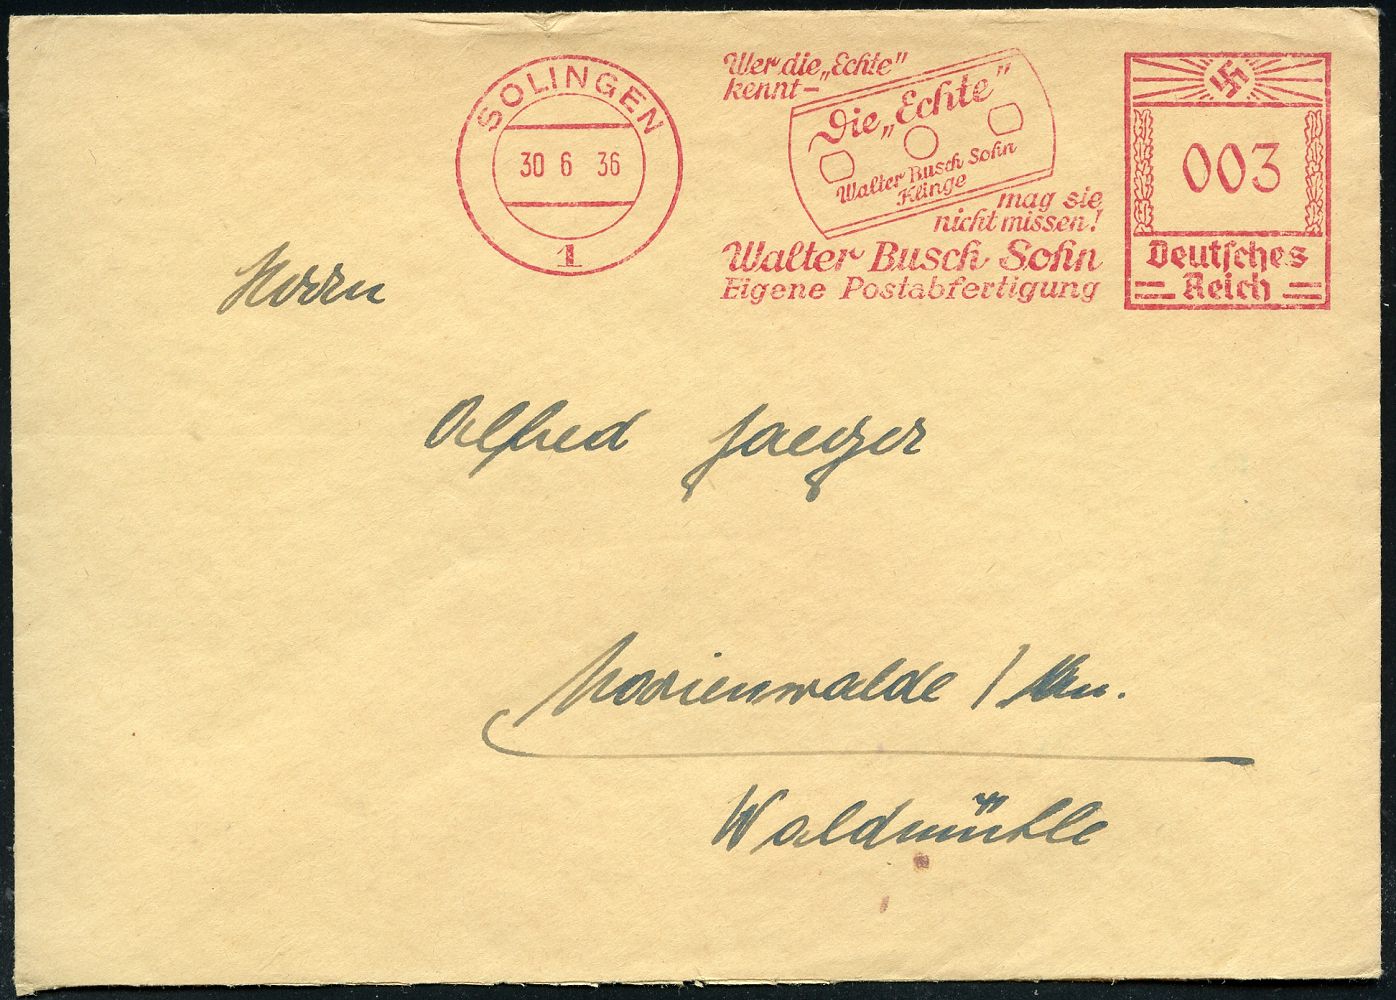 SOLINGEN
30 6 36
1
Wer die „Echte"
kennt-
Die „Echte"
Walter Busch Sohn
Klinge
mag sie
nicht missen!
Walter Busch Sohn
Eigene Postabfertigung
003
Deutsches
Reich
Herrn
Alfred Jaeger
Marienwalde /
Waldmühle